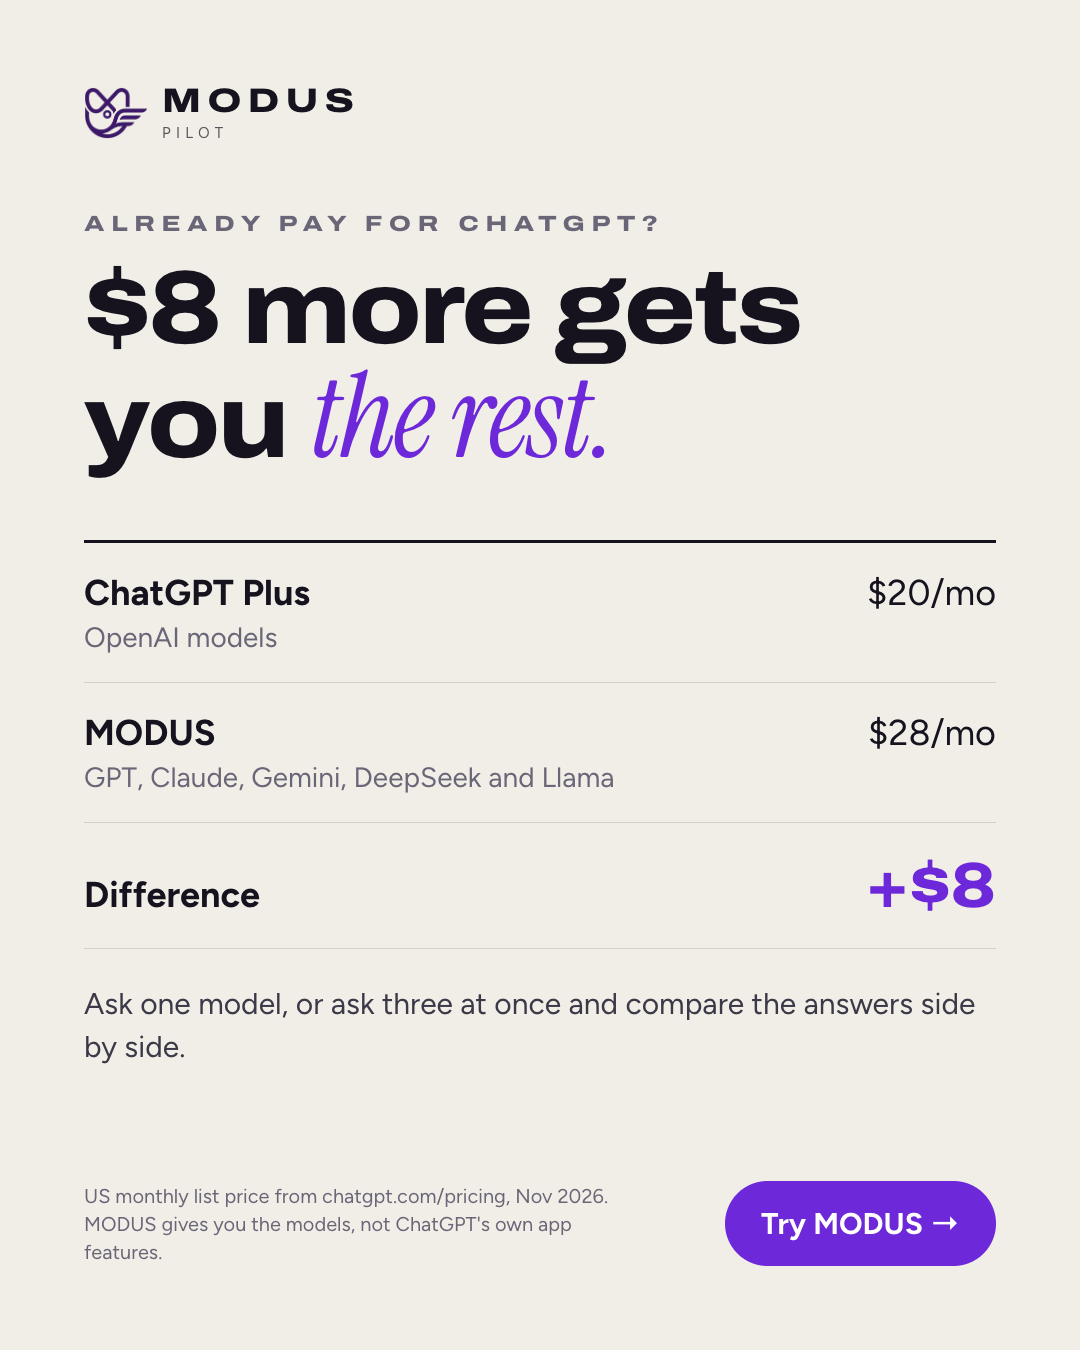 MODUS
PILOT
ALREADY PAY FOR CHATGPT?
$8 more gets
you the rest.
ChatGPT Plus $20/mo
OpenAI models
MODUS $28/mo
GPT, Claude, Gemini, DeepSeek and Llama
Difference +$8
Ask one model, or ask three at once and compare the answers side
by side.
US monthly list price from chatgpt.com/pricing, Nov 2026.
MODUS gives you the models, not ChatGPT's own app
features.
Try MODUS →